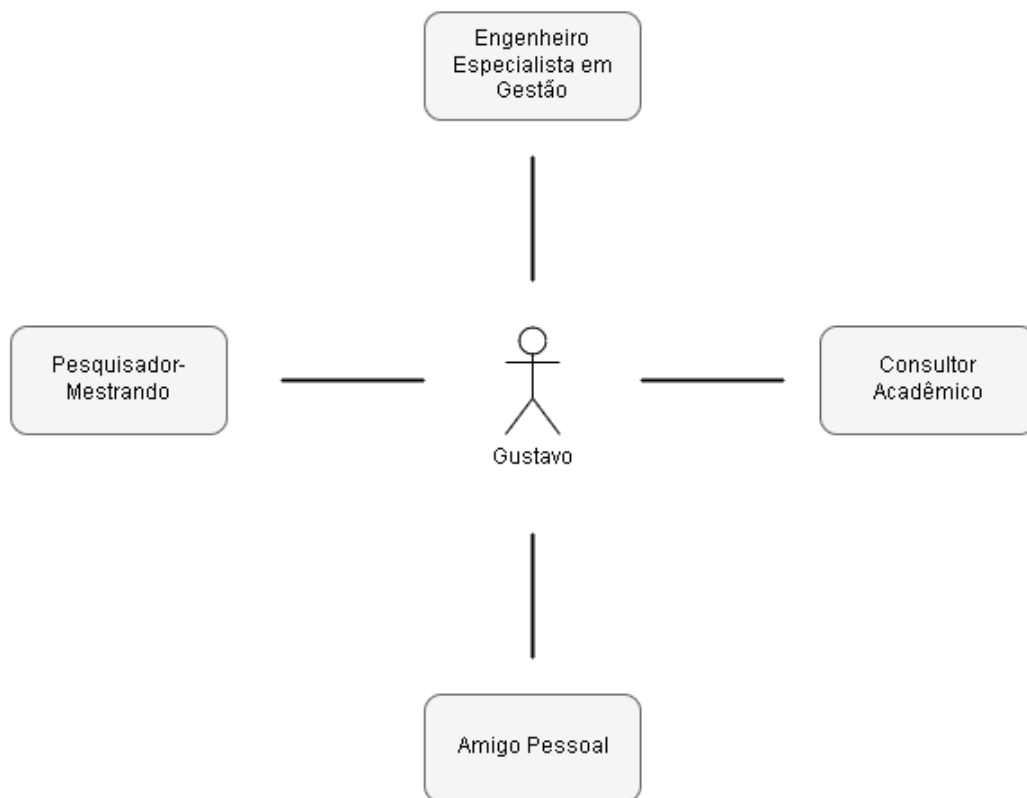 Engenheiro
Especialista em
Gestão
Pesquisador-
Mestrando
Consultor
Acadêmico
Gustavo
Amigo Pessoal